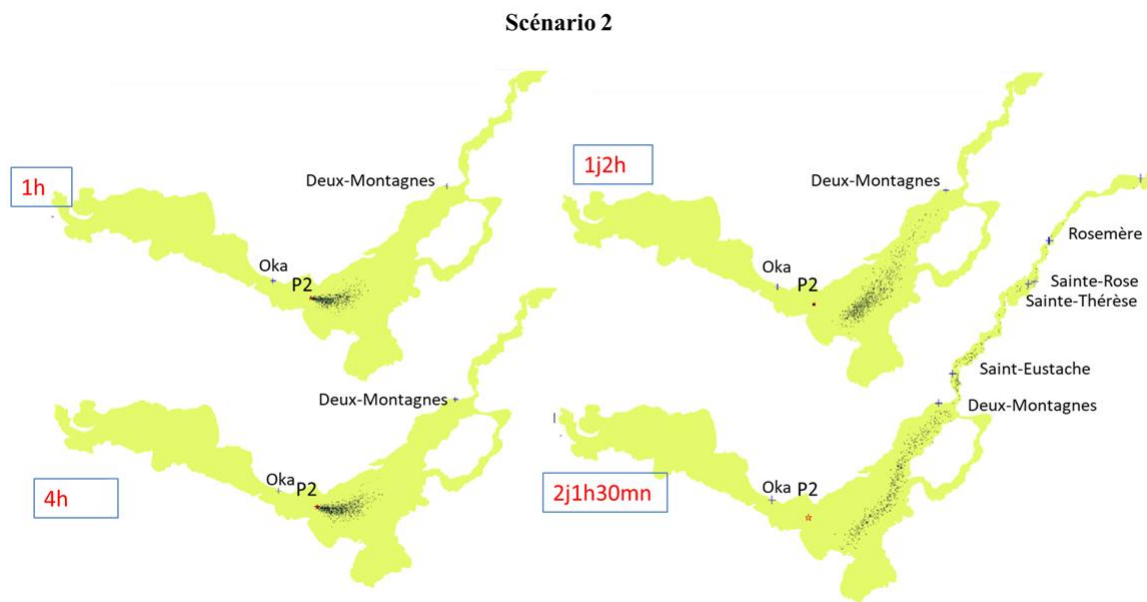 Scénario 2
1h
Deux-Montagnes
Oka
P2
1j2h
Deux-Montagnes
Oka
P2
4h
Deux-Montagnes
Oka
P2
2j1h30mn
Rosemère
Sainte-Rose
Sainte-Thérèse
Saint-Eustache
Deux-Montagnes
Oka P2